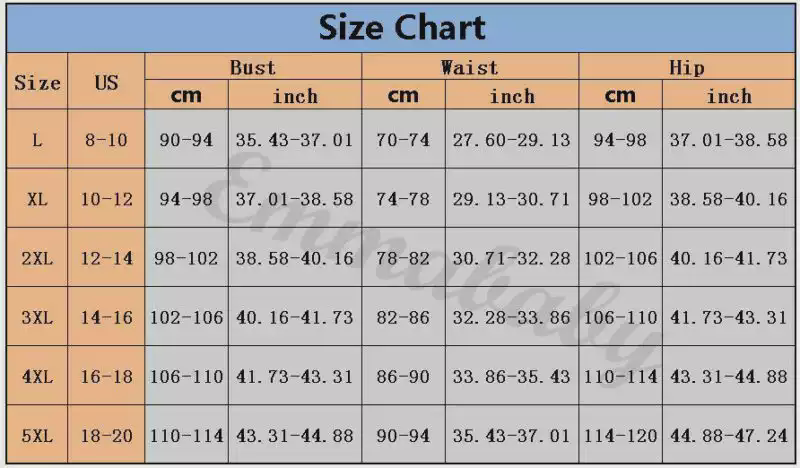 Size Chart
Size US Bust Waist Hip
cm inch cm inch cm inch
L 8-10 90-94 35.43-37.01 70-74 27.60-29.13 94-98 37.01-38.58
XL 10-12 94-98 37.01-38.58 74-78 29.13-30.71 98-102 38.58-40.16
2XL 12-14 98-102 38.58-40.16 78-82 30.71-32.28 102-106 40.16-41.73
3XL 14-16 102-106 40.16-41.73 82-86 32.28-33.86 106-110 41.73-43.31
4XL 16-18 106-110 41.73-43.31 86-90 33.86-35.43 110-114 43.31-44.88
5XL 18-20 110-114 43.31-44.88 90-94 35.43-37.01 114-120 44.88-47.24
Emmababy